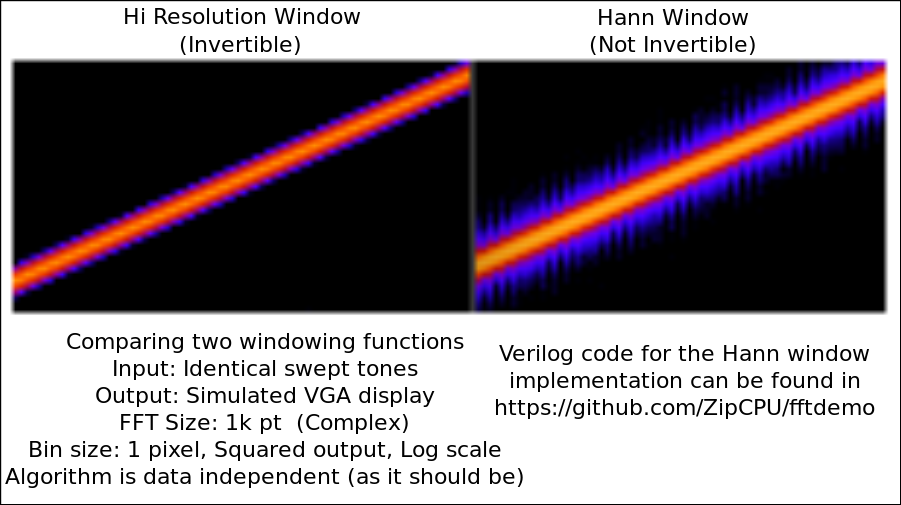 Hi Resolution Window
(Invertible)
Hann Window
(Not Invertible)
Comparing two windowing functions
Input: Identical swept tones
Output: Simulated VGA display
FFT Size: 1k pt  (Complex)
Bin size: 1 pixel, Squared output, Log scale
Algorithm is data independent (as it should be)
Verilog code for the Hann window
implementation can be found in
https://github.com/ZipCPU/fftdemo